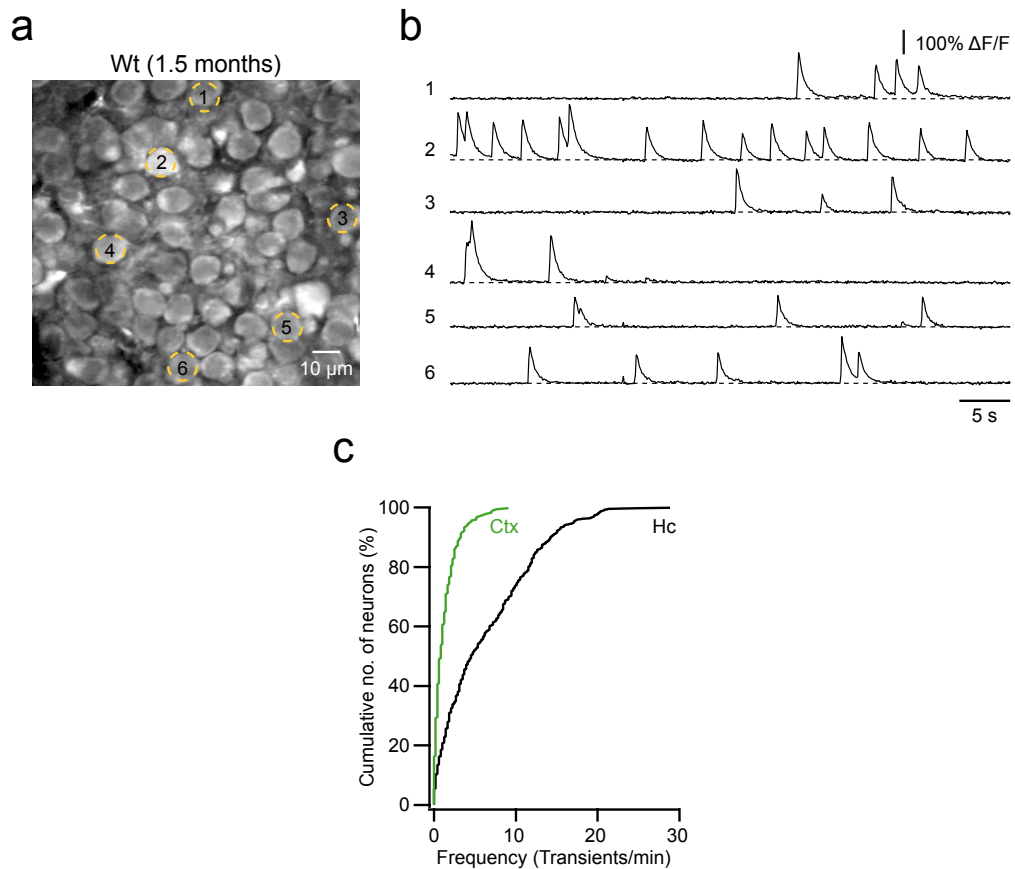 a
Wt (1.5 months)
1
2
3
4
5
6
10 µm
b
100% ΔF/F
1
2
3
4
5
6
5 s
c
100
80
60
40
20
0
Cumulative no. of neurons (%)
Ctx
Hc
0 10 20 30
Frequency (Transients/min)